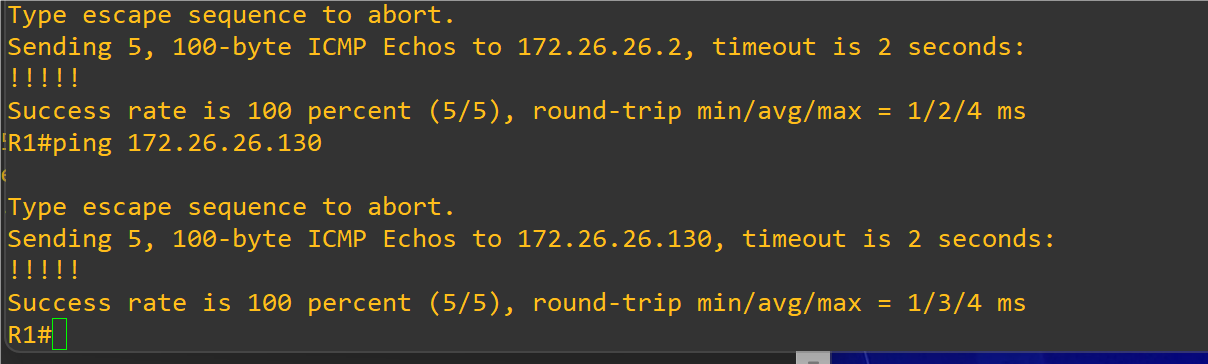 Type escape sequence to abort.
Sending 5, 100-byte ICMP Echos to 172.26.26.2, timeout is 2 seconds:
!!!!!
Success rate is 100 percent (5/5), round-trip min/avg/max = 1/2/4 ms
R1#ping 172.26.26.130
Type escape sequence to abort.
Sending 5, 100-byte ICMP Echos to 172.26.26.130, timeout is 2 seconds:
!!!!!
Success rate is 100 percent (5/5), round-trip min/avg/max = 1/3/4 ms
R1#